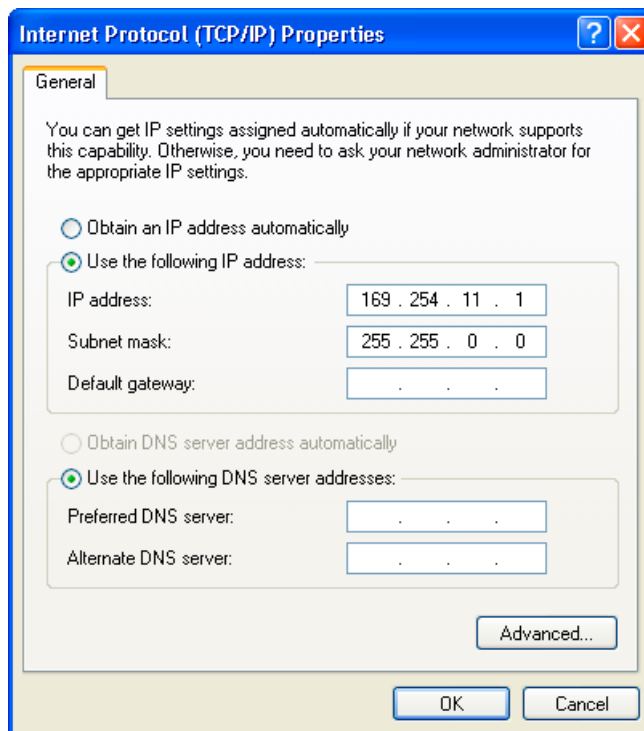 Internet Protocol (TCP/IP) Properties
General
You can get IP settings assigned automatically if your network supports
this capability. Otherwise, you need to ask your network administrator for
the appropriate IP settings.
Obtain an IP address automatically
Use the following IP address:
IP address: 169 . 254 . 11 . 1
Subnet mask: 255 . 255 . 0 . 0
Default gateway: . . .
Obtain DNS server address automatically
Use the following DNS server addresses:
Preferred DNS server: . . .
Alternate DNS server: . . .
Advanced...
OK Cancel